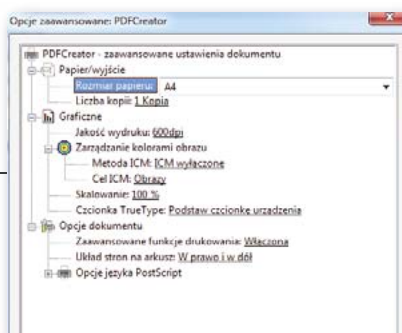 Opcje zaawansowane: PDFCreator
PDFCreator - zaawansowane ustawienia dokumentu
Papier/wyjście
Rozmiar papieru: A4
Liczba kopii: 1 Kopia
Graficzne
Jakość wydruku: 600dpi
Zarządzanie kolorami obrazu
Metoda ICM: ICM wyłączone
Cel ICM: Obrazy
Skalowanie: 100 %
Czcionka TrueType: Podstaw czcionkę urządzenia
Opcje dokumentu
Zaawansowane funkcje drukowania: Włączona
Układ stron na arkusz: W prawo i w dół
Opcje języka PostScript